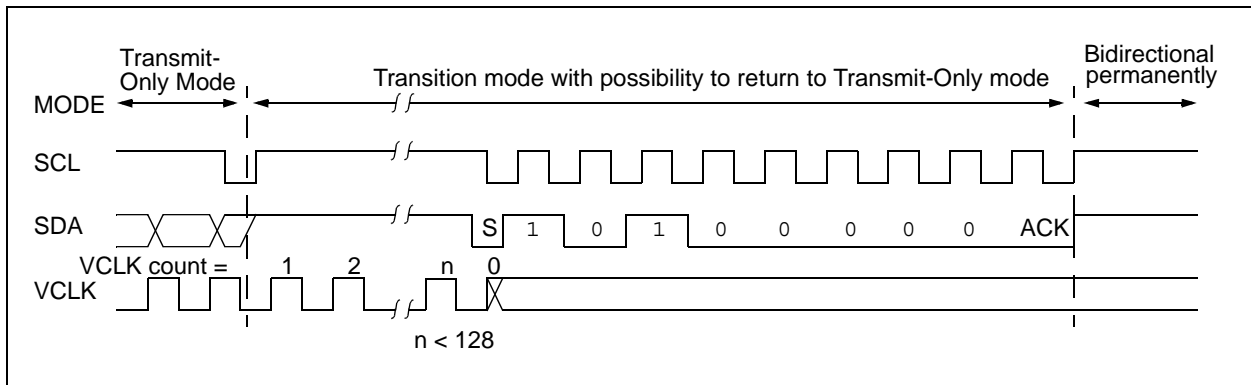 Transmit-
Only Mode
Transition mode with possibility to return to Transmit-Only mode
Bidirectional
permanently
MODE
SCL
SDA
S 1 0 1 0 0 0 0 0 ACK
VCLK count = 1 2 n 0
VCLK
n < 128